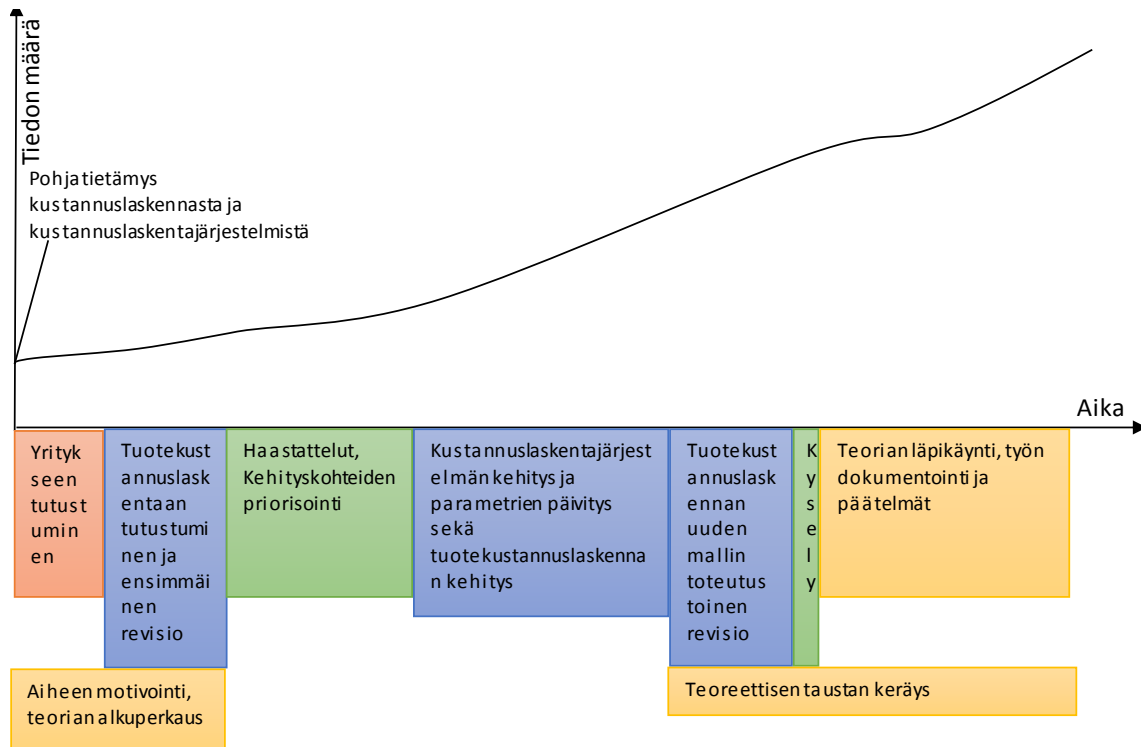 Tiedon määrä
Pohjatietämys
kustannuslaskennasta ja
kustannuslaskentajärjestelmistä
Aika
Yrityk
seen
tutust
umin
en
Tuotekust
annuslask
entaan
tutustumi
nen ja
ensimmäi
nen
revisio
Haastattelut,
Kehityskohteiden
priorisointi
Kustannuslaskentajärjest
elmän kehitys ja
parametrien päivitys
sekä
tuotekustannuslaskenna
n kehitys
Tuotekust
annuslask
ennan
uuden
mallin
toteutus
toinen
revisio
K
y
s
e
l
y
Teorian läpikäynti, työn
dokumentointi ja
päätelmät
Aiheen motivointi,
teorian alkuperkaus
Teoreettisen taustan keräys